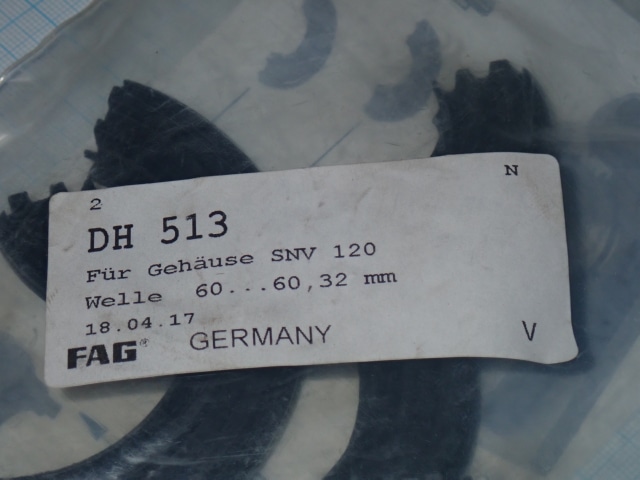 2 N
DH 513
Für Gehäuse SNV 120
Welle 60...60,32 mm
18.04.17
FAG® GERMANY V